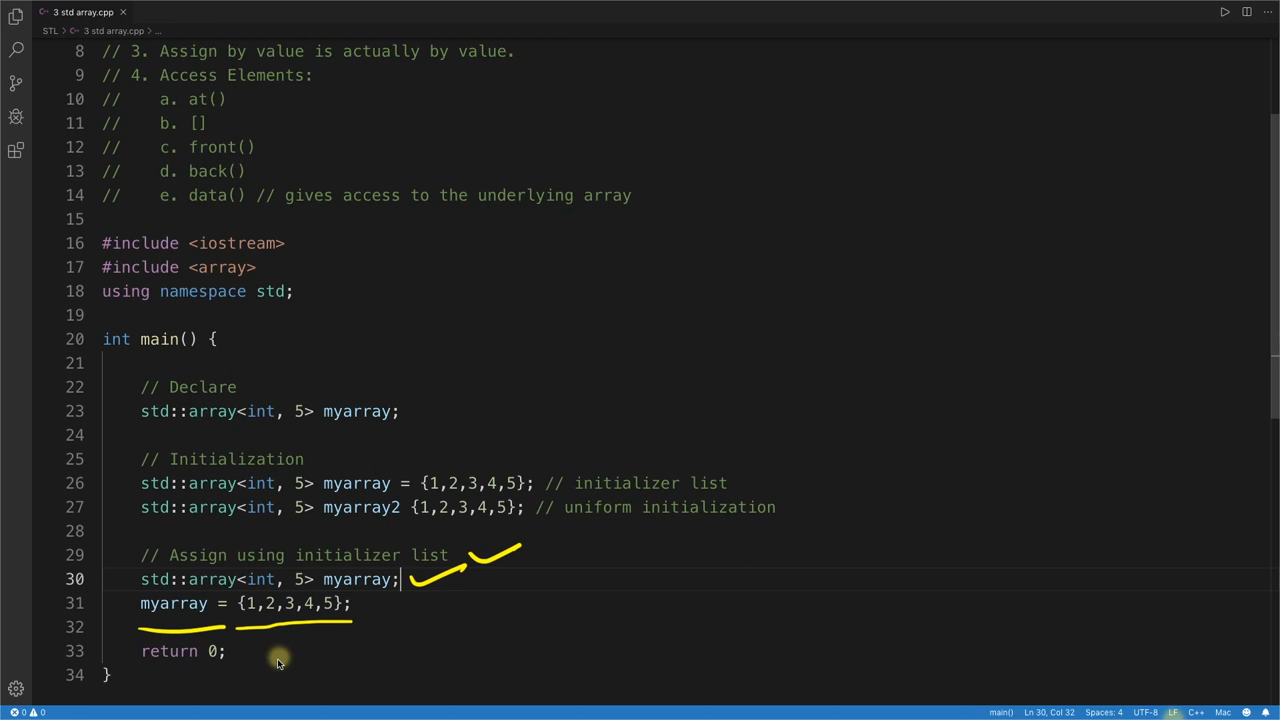 3 std array.cpp
STL > 3 std array.cpp > ...
8 // 3. Assign by value is actually by value.
9 // 4. Access Elements:
10 //    a. at()
11 //    b. []
12 //    c. front()
13 //    d. back()
14 //    e. data() // gives access to the underlying array
15
16 #include <iostream>
17 #include <array>
18 using namespace std;
19
20 int main() {
21
22     // Declare
23     std::array<int, 5> myarray;
24
25     // Initialization
26     std::array<int, 5> myarray = {1,2,3,4,5}; // initializer list
27     std::array<int, 5> myarray2 {1,2,3,4,5}; // uniform initialization
28
29     // Assign using initializer list
30     std::array<int, 5> myarray;
31     myarray = {1,2,3,4,5};
32
33     return 0;
34 }
0 0 main() Ln 30, Col 32 Spaces: 4 UTF-8 LF C++ Mac